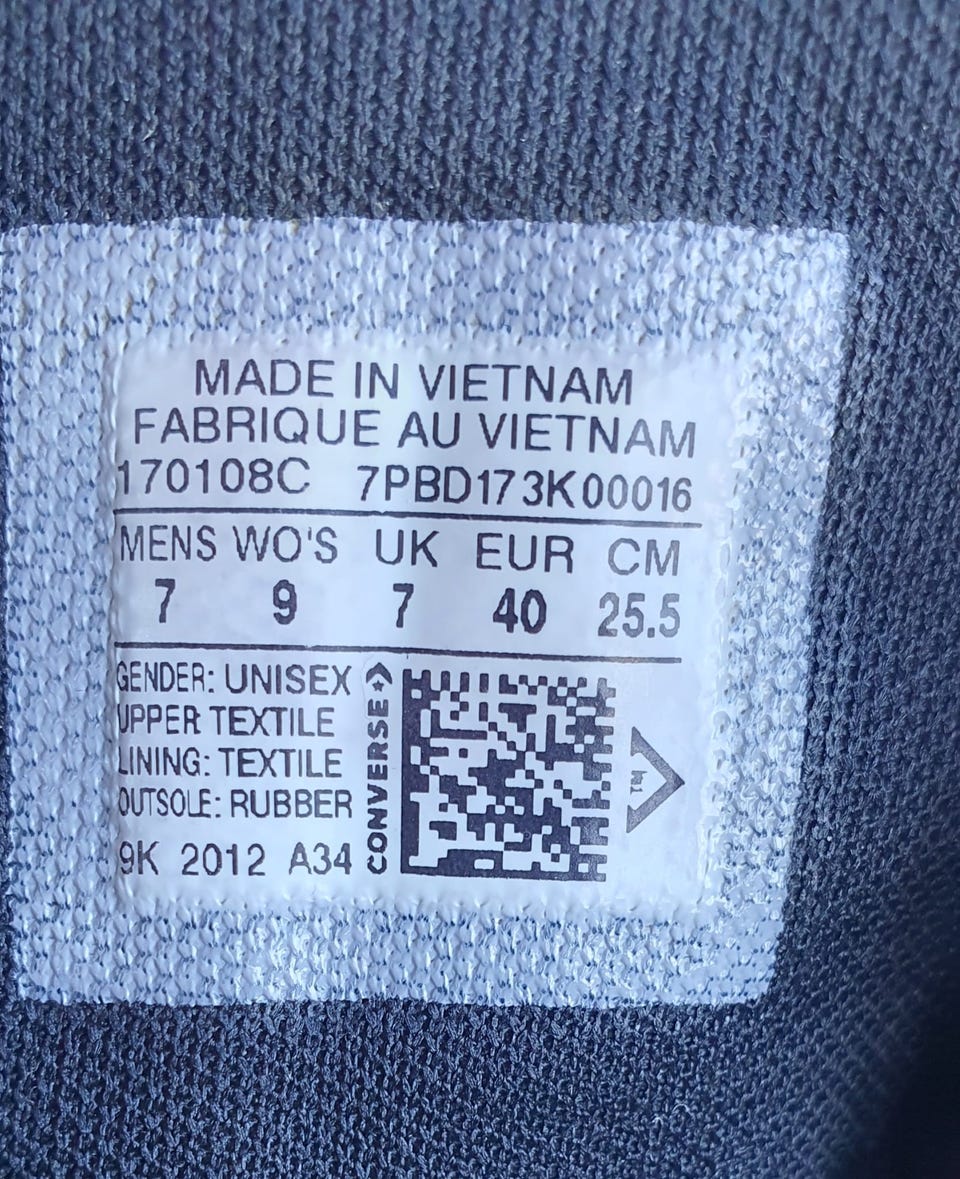 MADE IN VIETNAM
FABRIQUE AU VIETNAM
170108C 7PBD173K00016
MENS WO'S UK EUR CM
7 9 7 40 25.5
GENDER: UNISEX
UPPER TEXTILE
LINING: TEXTILE
OUTSOLE: RUBBER
9K 2012 A34
CONVERSE